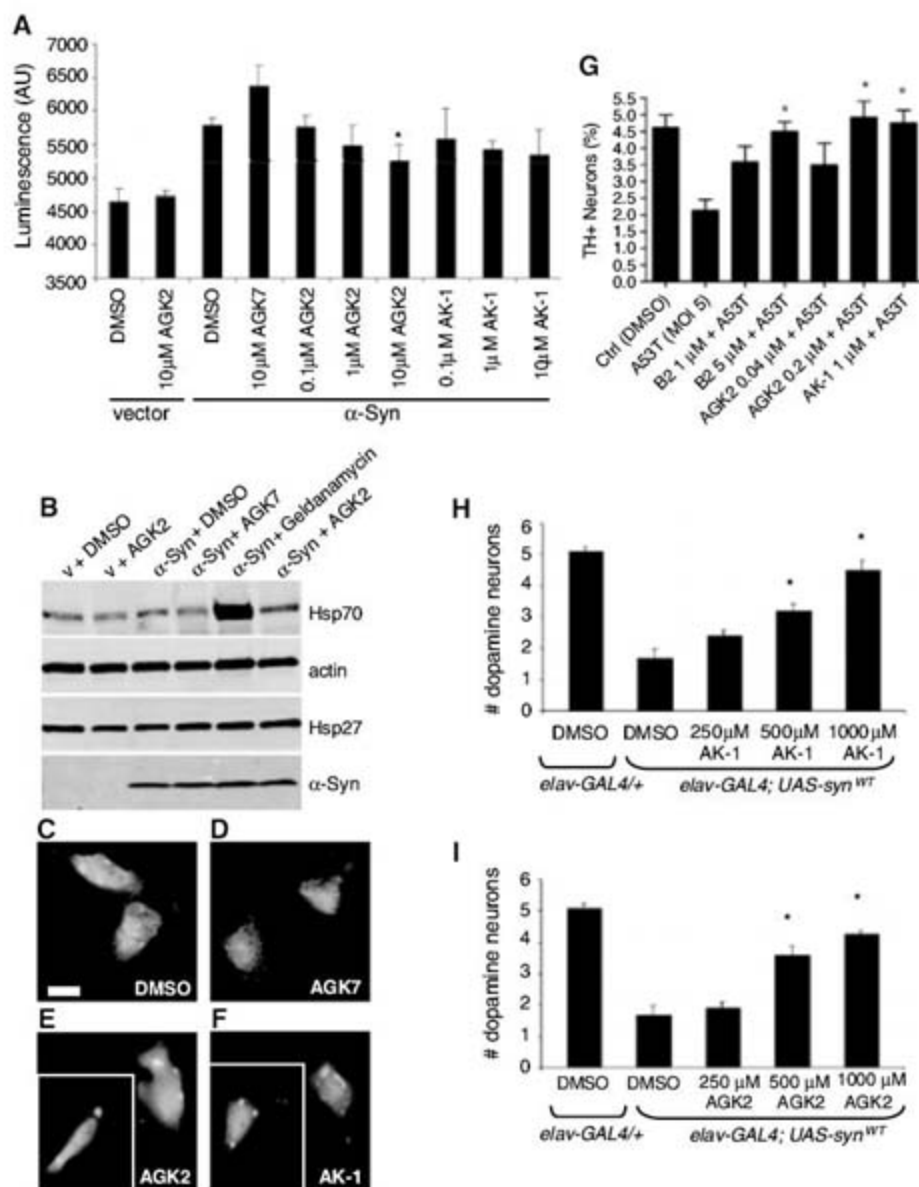 A
Luminescence (AU)
7000
6500
6000
5500
5000
4500
4000
3500
DMSO
10μM AGK2
DMSO
10μM AGK7
0.1μM AGK2
1μM AGK2
10μM AGK2
0.1μM AK-1
1μM AK-1
10μM AK-1
vector
α-Syn
G
TH+ Neurons (%)
5.5
5.0
4.5
4.0
3.5
3.0
2.5
2.0
1.5
1.0
0.5
0.0
Ctrl (DMSO)
A53T (MOI 5)
B2 1 μM + A53T
B2 5 μM + A53T
AGK2 0.04 μM + A53T
AGK2 0.2 μM + A53T
AK-1 1 μM + A53T
B
v + DMSO
v + AGK2
α-Syn + DMSO
α-Syn + AGK7
α-Syn + Geldanamycin
α-Syn + AGK2
Hsp70
actin
Hsp27
α-Syn
C
DMSO
D
AGK7
E
AGK2
F
AK-1
H
# dopamine neurons
6
5
4
3
2
1
0
DMSO
DMSO
250μM AK-1
500μM AK-1
1000μM AK-1
elav-GAL4/+
elav-GAL4; UAS-syn^WT
I
# dopamine neurons
6
5
4
3
2
1
0
DMSO
DMSO
250 μM AGK2
500 μM AGK2
1000 μM AGK2
elav-GAL4/+
elav-GAL4; UAS-syn^WT